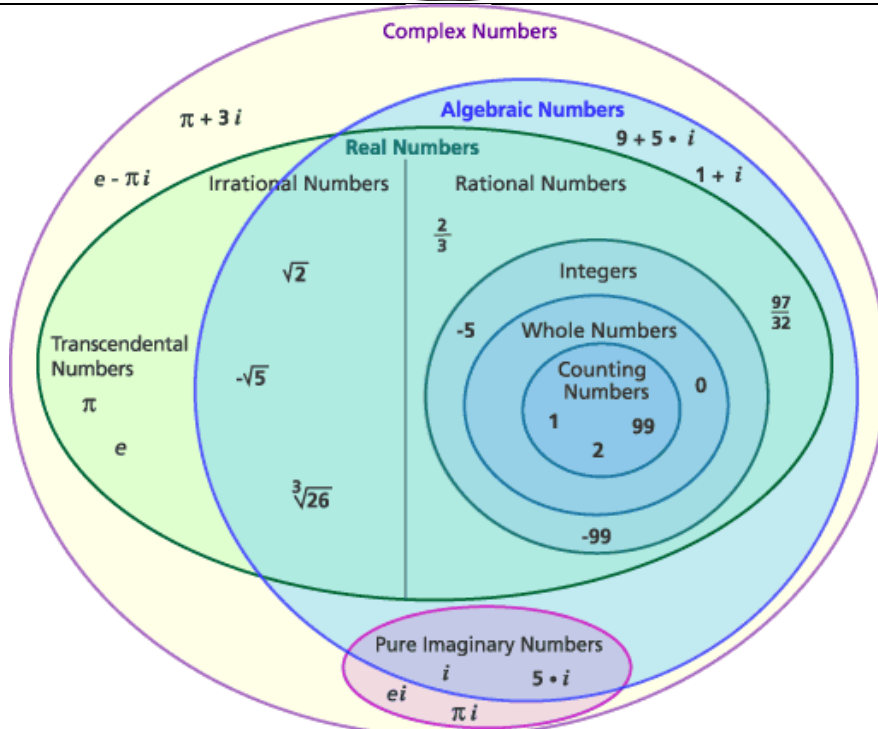 Complex Numbers
Algebraic Numbers
π + 3 i
9 + 5 • i
Real Numbers
e - π i
1 + i
Irrational Numbers
Rational Numbers
2/3
√2
Integers
97/32
-5
Whole Numbers
Transcendental
Numbers
-√5
Counting
Numbers
0
π
1
99
e
2
∛26
-99
Pure Imaginary Numbers
i
5 • i
ei
π i